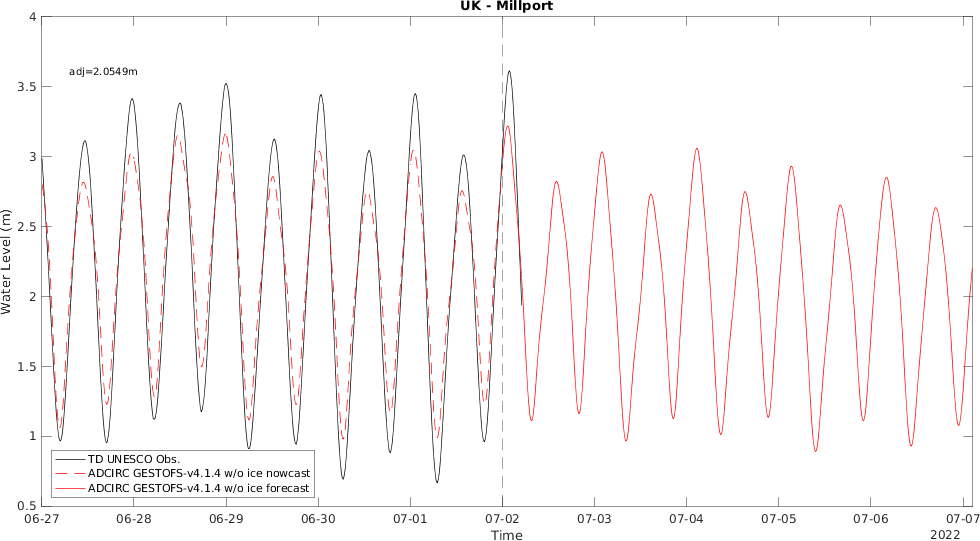 UK - Millport
4
3.5
3
2.5
2
1.5
1
0.5
Water Level (m)
adj=2.0549m
TD UNESCO Obs.
ADCIRC GESTOFS-v4.1.4 w/o ice nowcast
ADCIRC GESTOFS-v4.1.4 w/o ice forecast
06-27 06-28 06-29 06-30 07-01 07-02 07-03 07-04 07-05 07-06 07-07
Time
2022